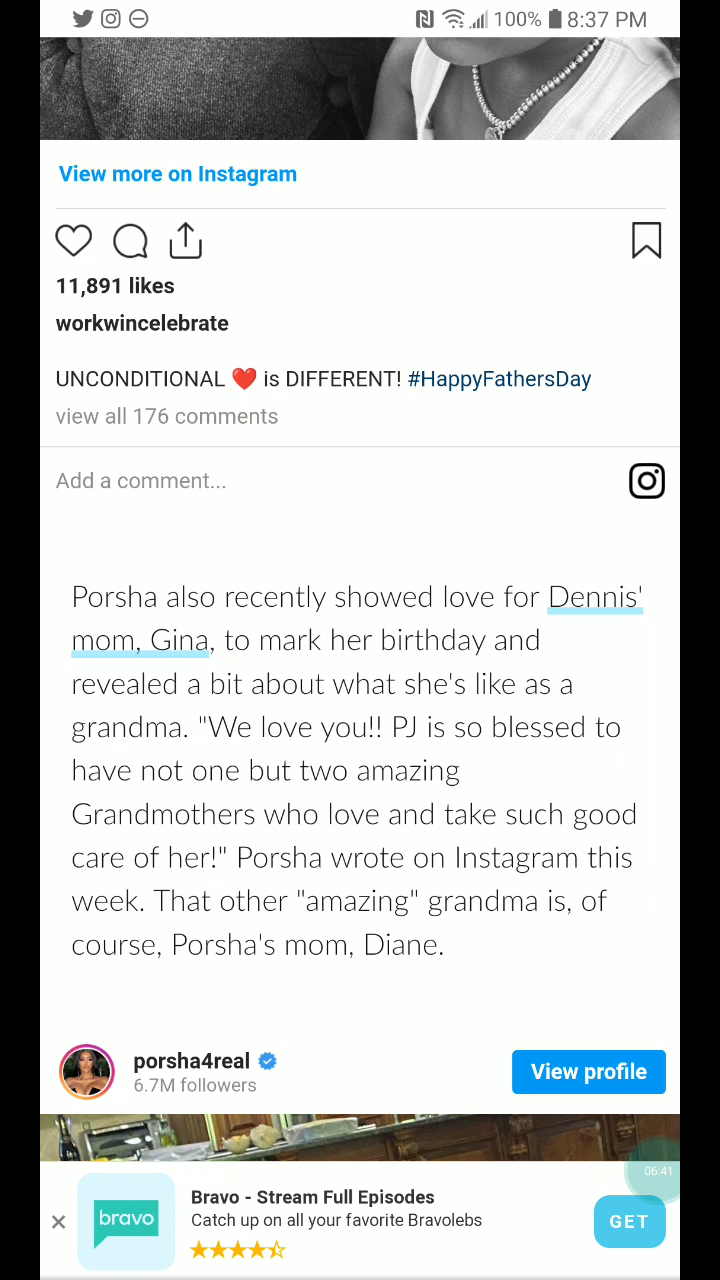 100% 8:37 PM
View more on Instagram
11,891 likes
workwincelebrate
UNCONDITIONAL ❤️ is DIFFERENT! #HappyFathersDay
view all 176 comments
Add a comment...
Porsha also recently showed love for Dennis'
mom, Gina, to mark her birthday and
revealed a bit about what she's like as a
grandma. "We love you!! PJ is so blessed to
have not one but two amazing
Grandmothers who love and take such good
care of her!" Porsha wrote on Instagram this
week. That other "amazing" grandma is, of
course, Porsha's mom, Diane.
porsha4real
6.7M followers
View profile
06:41
Bravo - Stream Full Episodes
Catch up on all your favorite Bravolebs
bravo
GET